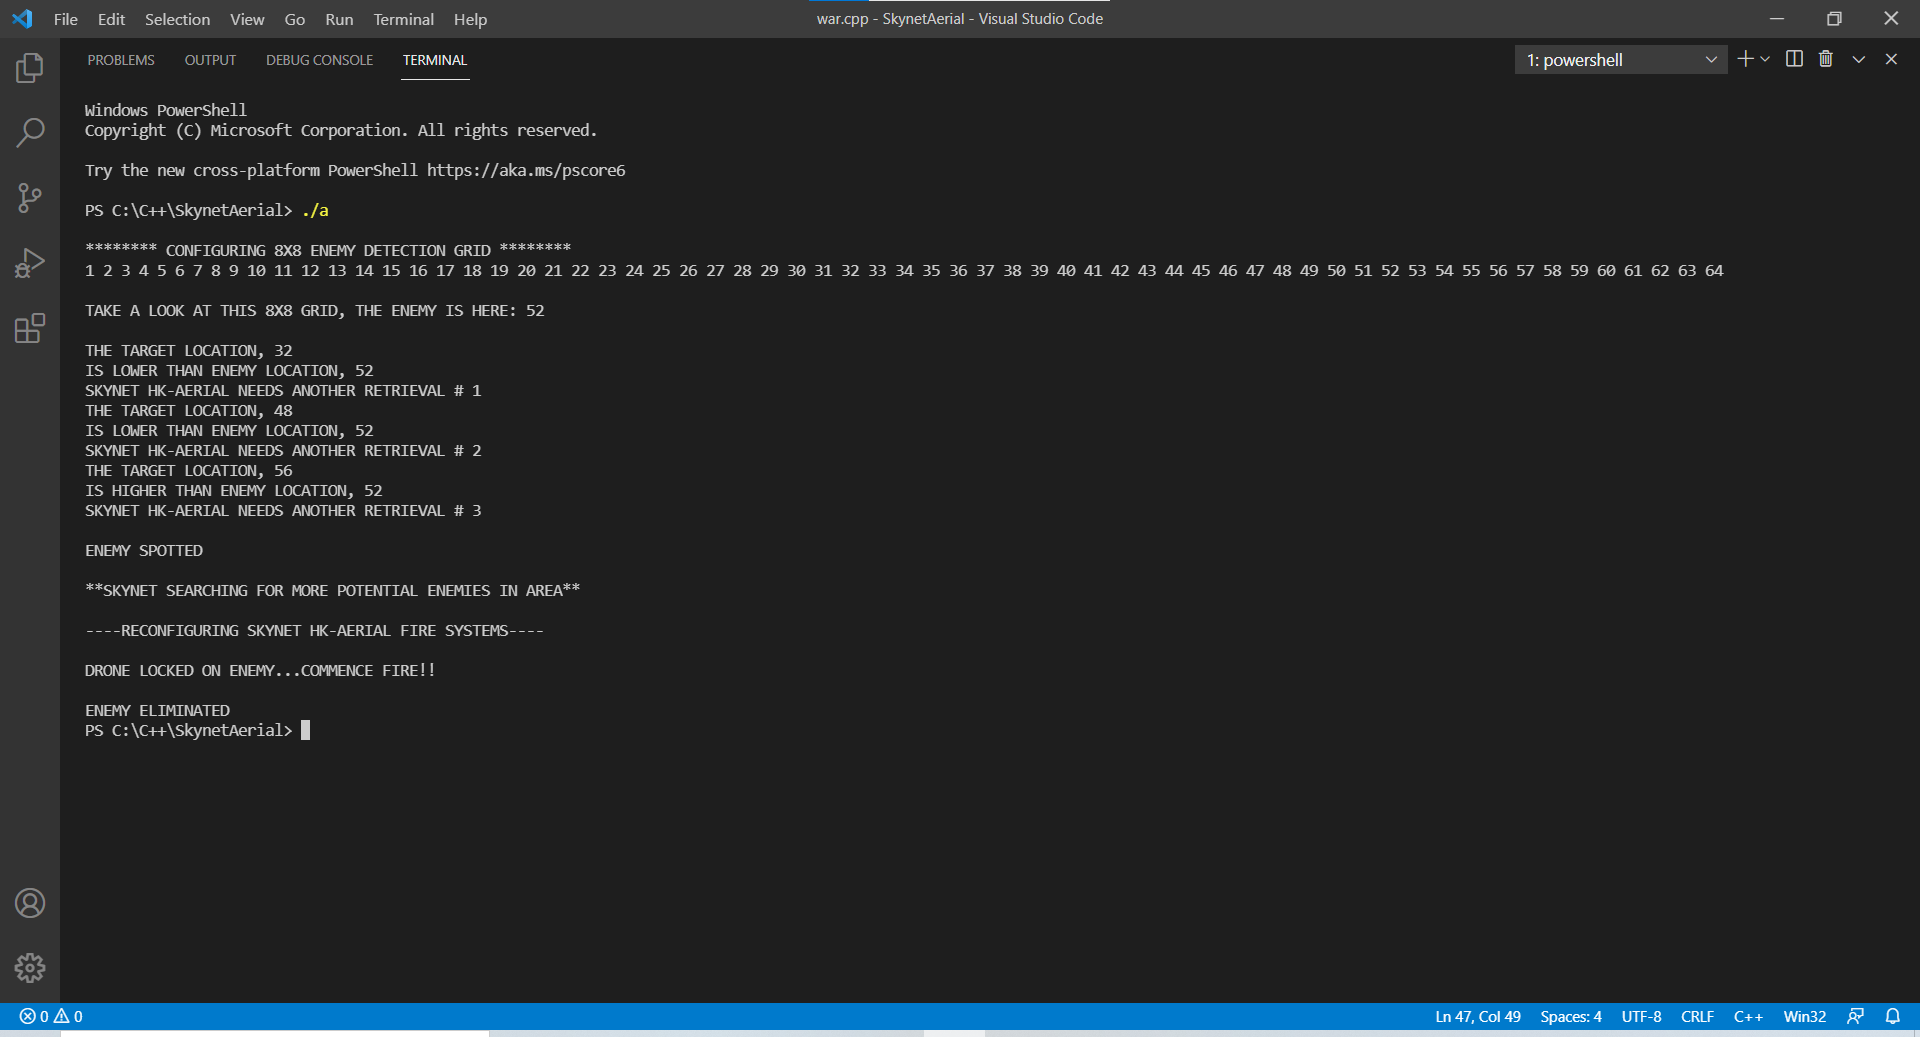 File Edit Selection View Go Run Terminal Help war.cpp - SkynetAerial - Visual Studio Code
PROBLEMS OUTPUT DEBUG CONSOLE TERMINAL 1: powershell
Windows PowerShell
Copyright (C) Microsoft Corporation. All rights reserved.
Try the new cross-platform PowerShell https://aka.ms/pscore6
PS C:\C++\SkynetAerial> ./a
******** CONFIGURING 8X8 ENEMY DETECTION GRID ********
1 2 3 4 5 6 7 8 9 10 11 12 13 14 15 16 17 18 19 20 21 22 23 24 25 26 27 28 29 30 31 32 33 34 35 36 37 38 39 40 41 42 43 44 45 46 47 48 49 50 51 52 53 54 55 56 57 58 59 60 61 62 63 64
TAKE A LOOK AT THIS 8X8 GRID, THE ENEMY IS HERE: 52
THE TARGET LOCATION, 32
IS LOWER THAN ENEMY LOCATION, 52
SKYNET HK-AERIAL NEEDS ANOTHER RETRIEVAL # 1
THE TARGET LOCATION, 48
IS LOWER THAN ENEMY LOCATION, 52
SKYNET HK-AERIAL NEEDS ANOTHER RETRIEVAL # 2
THE TARGET LOCATION, 56
IS HIGHER THAN ENEMY LOCATION, 52
SKYNET HK-AERIAL NEEDS ANOTHER RETRIEVAL # 3
ENEMY SPOTTED
**SKYNET SEARCHING FOR MORE POTENTIAL ENEMIES IN AREA**
----RECONFIGURING SKYNET HK-AERIAL FIRE SYSTEMS----
DRONE LOCKED ON ENEMY...COMMENCE FIRE!!
ENEMY ELIMINATED
PS C:\C++\SkynetAerial>
0 0 Ln 47, Col 49 Spaces: 4 UTF-8 CRLF C++ Win32